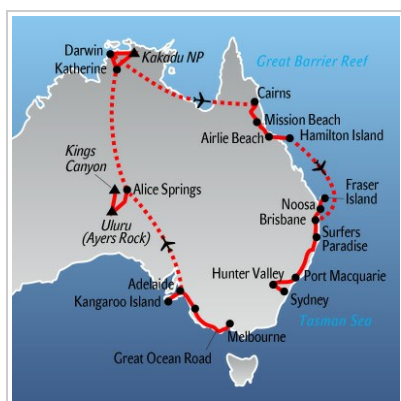 Darwin
Kakadu NP
Katherine
Great Barrier Reef
Cairns
Mission Beach
Airlie Beach
Hamilton Island
Kings
Canyon
Alice Springs
Fraser
Island
Noosa
Brisbane
Uluru
(Ayers Rock)
Surfers
Paradise
Hunter Valley
Port Macquarie
Adelaide
Sydney
Kangaroo Island
Tasman Sea
Melbourne
Great Ocean Road